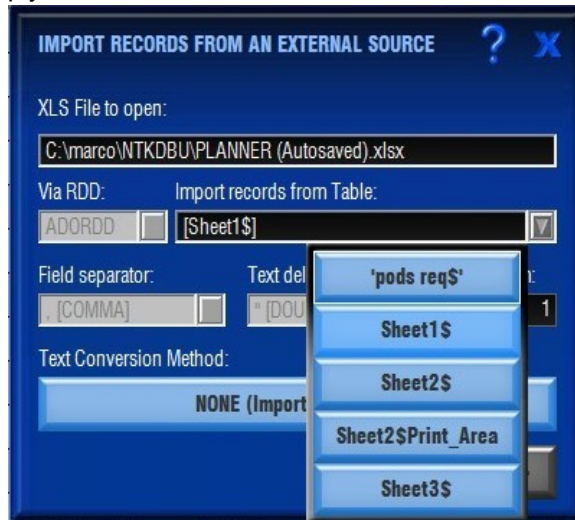 IMPORT RECORDS FROM AN EXTERNAL SOURCE ? X
XLS File to open:
C:\marco\NTKDBU\PLANNER (Autosaved).xlsx
Via RDD: Import records from Table:
ADORDD [Sheet1$]
Field separator: Text del
, [COMMA] " [DOU 1
Text Conversion Method:
NONE (Import
'pods req$'
Sheet1$
Sheet2$
Sheet2$Print_Area
Sheet3$